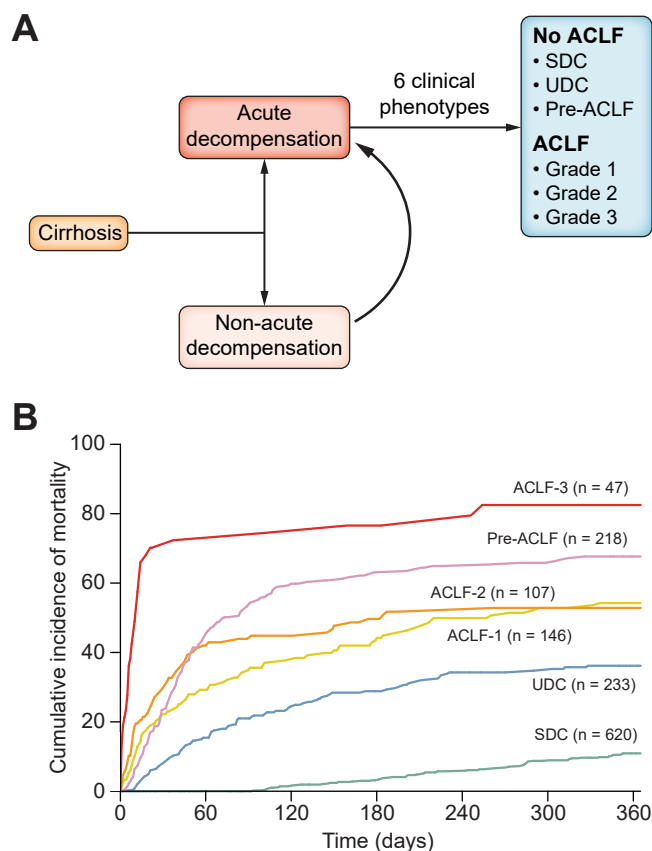 A
Cirrhosis
Acute
decompensation
Non-acute
decompensation
6 clinical
phenotypes
No ACLF
• SDC
• UDC
• Pre-ACLF
ACLF
• Grade 1
• Grade 2
• Grade 3
B
Cumulative incidence of mortality
100
80
60
40
20
0
ACLF-3 (n = 47)
Pre-ACLF (n = 218)
ACLF-2 (n = 107)
ACLF-1 (n = 146)
UDC (n = 233)
SDC (n = 620)
0 60 120 180 240 300 365
Time (days)